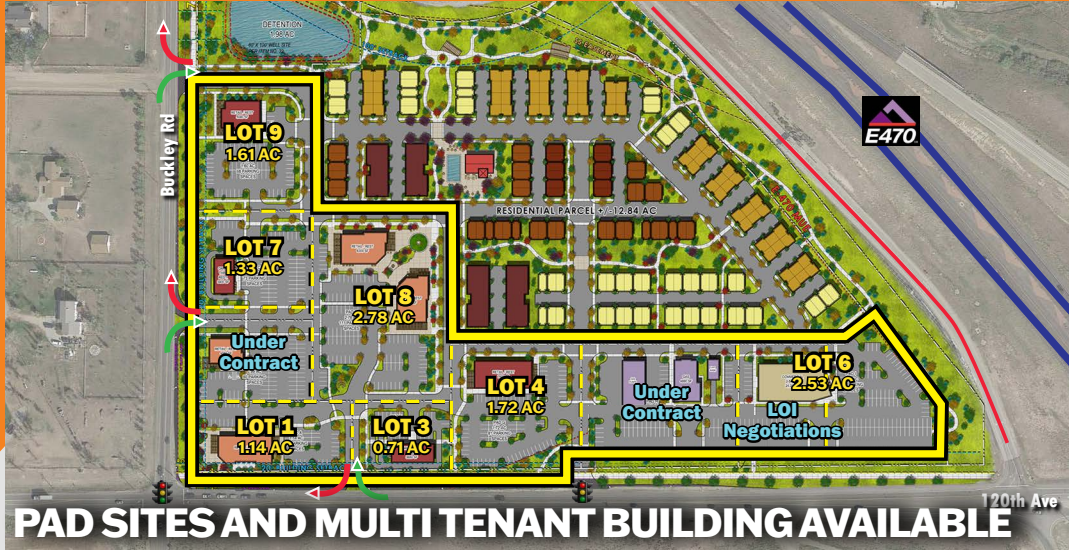 DETENTION
1.98 AC
E470
Buckley Rd
LOT 9
1.61 AC
RESIDENTIAL PARCEL +/-12.84 AC
LOT 7
1.33 AC
LOT 8
2.78 AC
Under
Contract
LOT 6
2.53 AC
LOT 4
1.72 AC
Under
Contract
LOI
Negotiations
LOT 1
1.14 AC
LOT 3
0.71 AC
120th Ave
PAD SITES AND MULTI TENANT BUILDING AVAILABLE